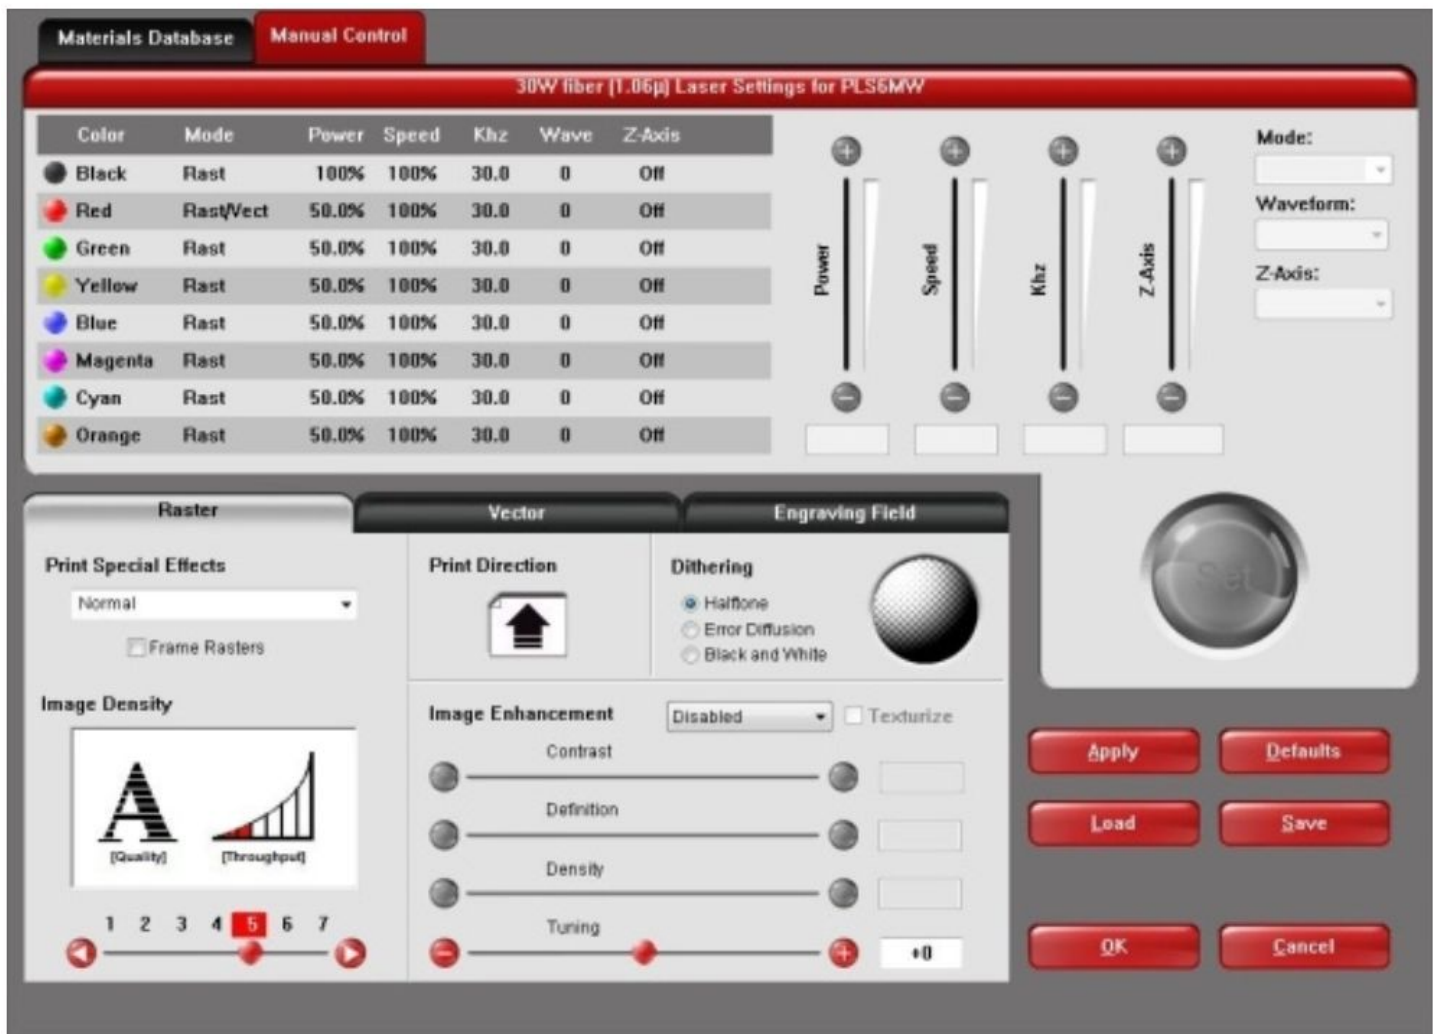 Materials Database Manual Control
30W fiber (1.06µ) Laser Settings for PLS6MW
Color Mode Power Speed Khz Wave Z-Axis
Black Rast 100% 100% 30.0 0 Off
Red Rast/Vect 50.0% 100% 30.0 0 Off
Green Rast 50.0% 100% 30.0 0 Off
Yellow Rast 50.0% 100% 30.0 0 Off
Blue Rast 50.0% 100% 30.0 0 Off
Magenta Rast 50.0% 100% 30.0 0 Off
Cyan Rast 50.0% 100% 30.0 0 Off
Orange Rast 50.0% 100% 30.0 0 Off
Power Speed Khz Z-Axis
Mode:
Waveform:
Z-Axis:
Set
Raster Vector Engraving Field
Print Special Effects
Normal
Frame Rasters
Print Direction
Dithering
Halftone
Error Diffusion
Black and White
Image Density
A
[Quality] [Throughput]
1 2 3 4 5 6 7
Image Enhancement Disabled Texturize
Contrast
Definition
Density
Tuning
+0
Apply Defaults
Load Save
OK Cancel